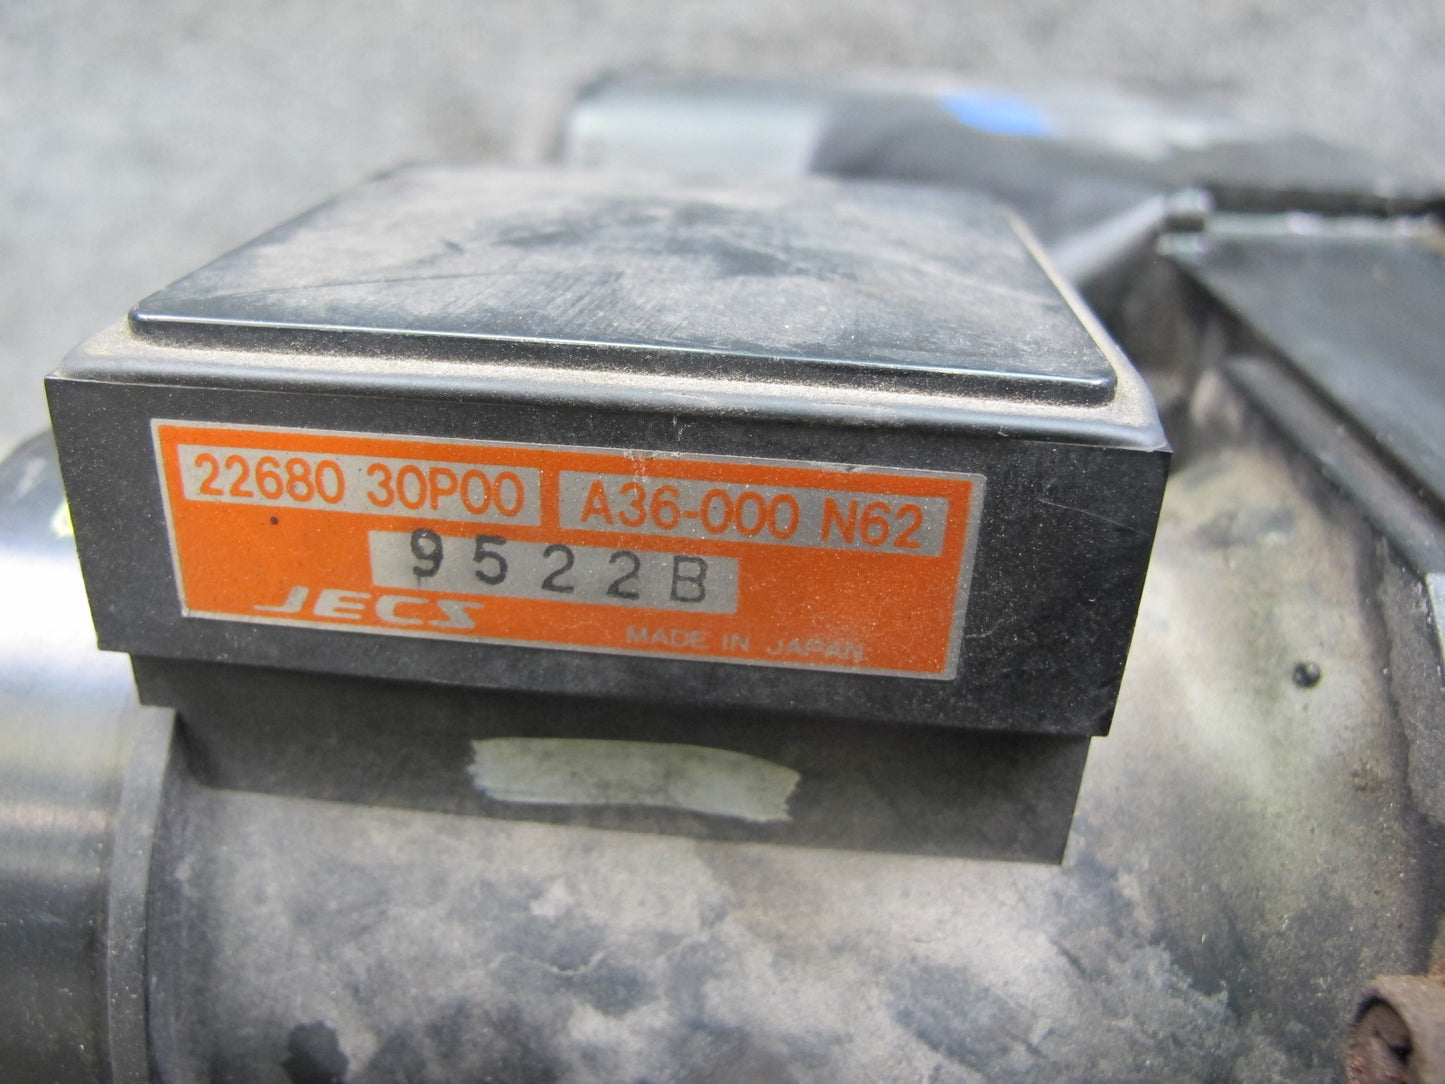 22680 30P00 A36-000 N62
9522B
JECS
MADE IN JAPAN